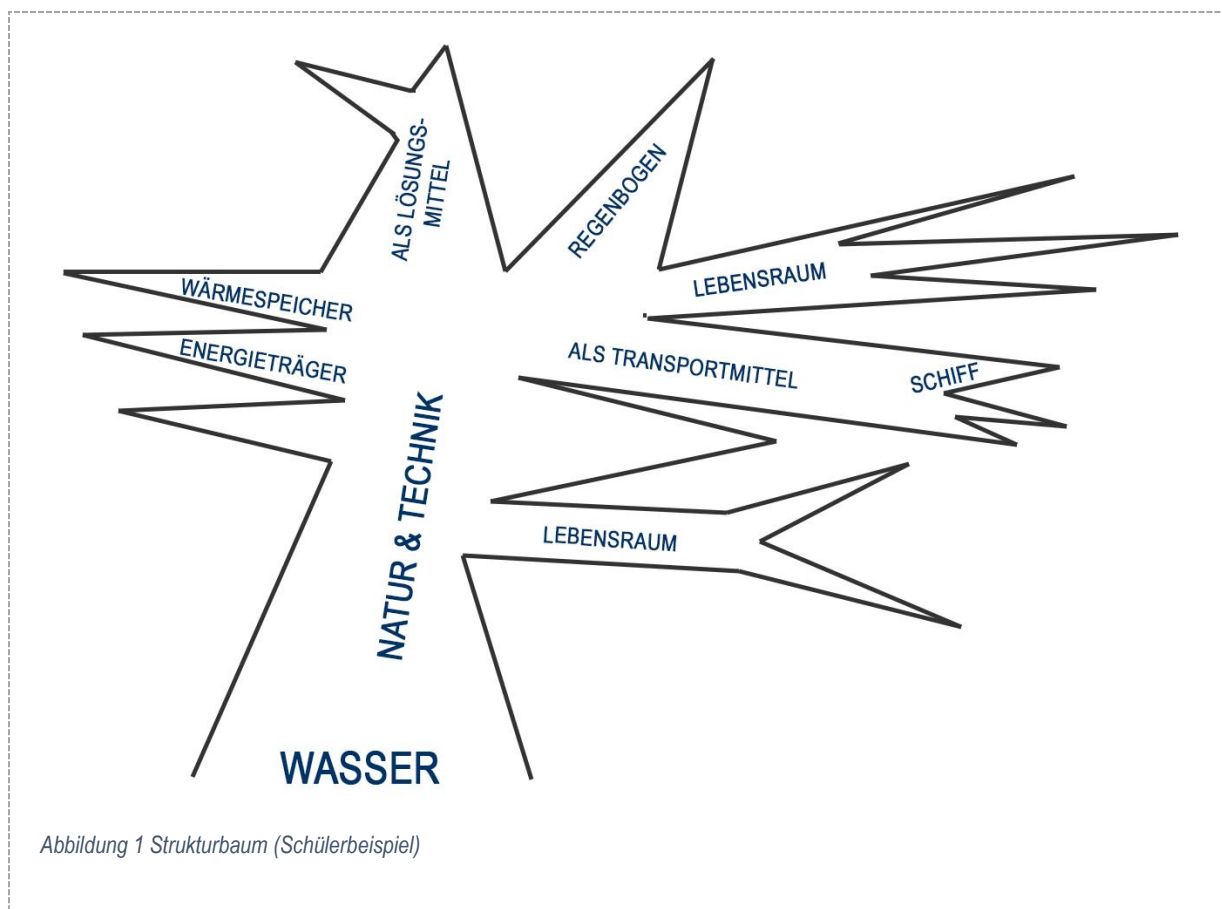 ALS LÖSUNGS-
MITTEL
REGENBOGEN
LEBENSRAUM
WÄRMESPEICHER
ENERGIETRÄGER
ALS TRANSPORTMITTEL
SCHIFF
NATUR & TECHNIK
LEBENSRAUM
WASSER
Abbildung 1 Strukturbaum (Schülerbeispiel)